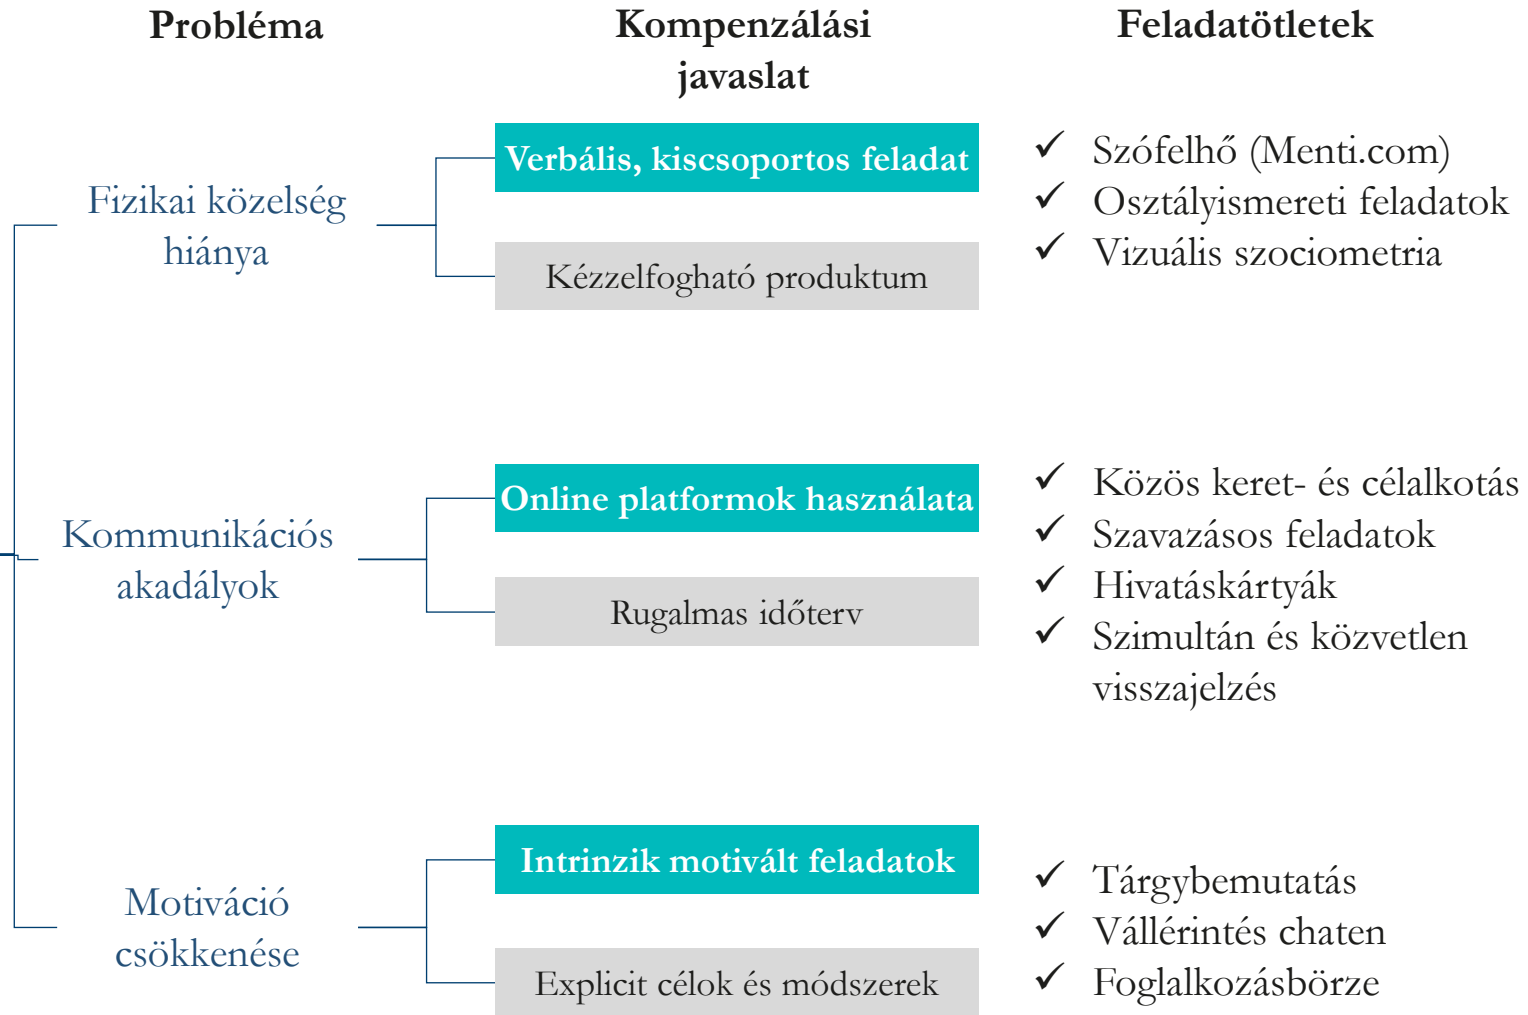 Probléma
Kompenzálási
javaslat
Feladatötletek
Fizikai közelség
hiánya
Verbális, kiscsoportos feladat
Kézzelfogható produktum
✓ Szófelhő (Menti.com)
✓ Osztályismereti feladatok
✓ Vizuális szociometria
Kommunikációs
akadályok
Online platformok használata
Rugalmas időterv
✓ Közös keret- és célalkotás
✓ Szavazásos feladatok
✓ Hivatáskártyák
✓ Szimultán és közvetlen
visszajelzés
Motiváció
csökkenése
Intrinzik motivált feladatok
Explicit célok és módszerek
✓ Tárgybemutatás
✓ Vállérintés chaten
✓ Foglalkozásbörze